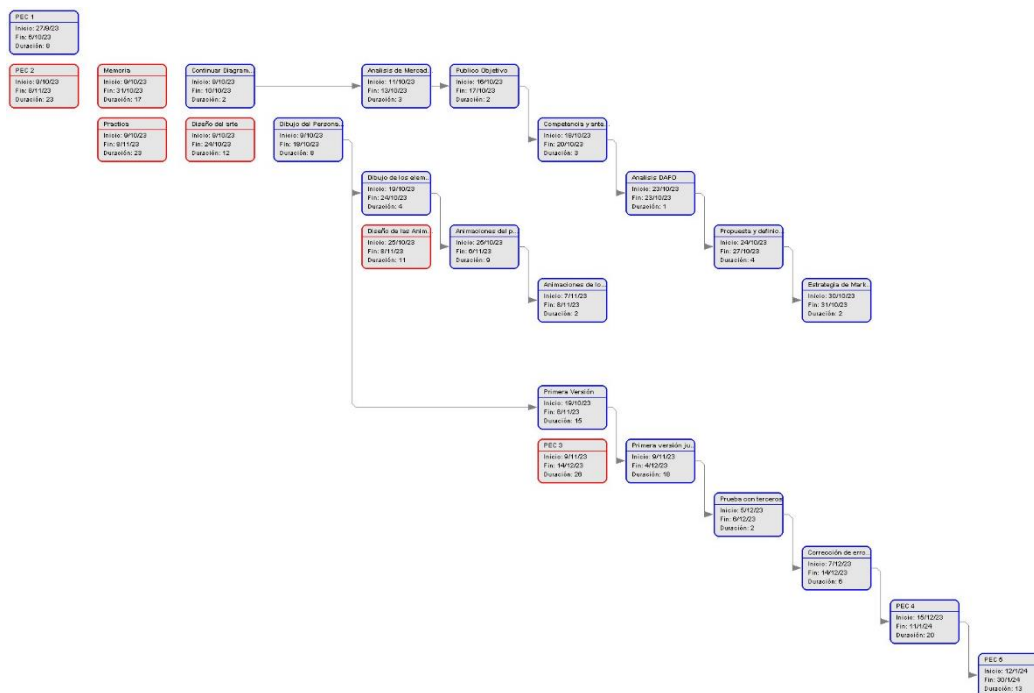 PEC 1
Inicio: 27/9/23
Fin: 6/10/23
Duración: 8
PEC 2
Inicio: 9/10/23
Fin: 8/11/23
Duración: 23
Memoria
Inicio: 9/10/23
Fin: 31/10/23
Duración: 17
Continuar Diagram...
Inicio: 9/10/23
Fin: 10/10/23
Duración: 2
Analisis de Mercad...
Inicio: 11/10/23
Fin: 13/10/23
Duración: 3
Publico Objetivo
Inicio: 16/10/23
Fin: 17/10/23
Duración: 2
Practica
Inicio: 9/10/23
Fin: 8/11/23
Duración: 23
Diseño del arte
Inicio: 9/10/23
Fin: 24/10/23
Duración: 12
Dibujo del Persona...
Inicio: 9/10/23
Fin: 18/10/23
Duración: 8
Competencia y ante...
Inicio: 18/10/23
Fin: 20/10/23
Duración: 3
Dibujo de los elem...
Inicio: 19/10/23
Fin: 24/10/23
Duración: 4
Analisis DAFO
Inicio: 23/10/23
Fin: 23/10/23
Duración: 1
Diseño de las Anim...
Inicio: 25/10/23
Fin: 8/11/23
Duración: 11
Animaciones del p...
Inicio: 25/10/23
Fin: 6/11/23
Duración: 9
Propuesta y definic...
Inicio: 24/10/23
Fin: 27/10/23
Duración: 4
Animaciones de lo...
Inicio: 7/11/23
Fin: 8/11/23
Duración: 2
Estrategia de Mark...
Inicio: 30/10/23
Fin: 31/10/23
Duración: 2
Primera Versión
Inicio: 19/10/23
Fin: 8/11/23
Duración: 15
PEC 3
Inicio: 9/11/23
Fin: 14/12/23
Duración: 26
Primera versión ju...
Inicio: 9/11/23
Fin: 4/12/23
Duración: 18
Prueba con terceros
Inicio: 5/12/23
Fin: 6/12/23
Duración: 2
Corrección de erro...
Inicio: 7/12/23
Fin: 14/12/23
Duración: 6
PEC 4
Inicio: 15/12/23
Fin: 11/1/24
Duración: 20
PEC 5
Inicio: 12/1/24
Fin: 30/1/24
Duración: 13